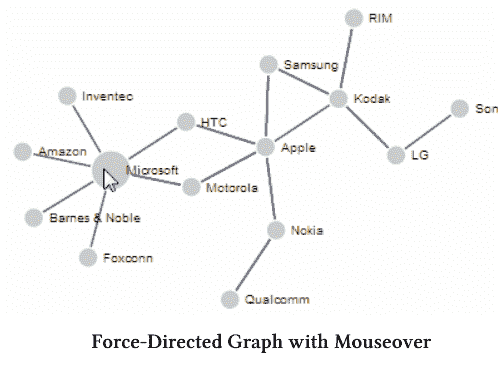 RIM
Samsung
Kodak
Inventec
Son
HTC
Amazon
Apple
LG
Microsoft
Motorola
Barnes & Noble
Nokia
Foxconn
Qualcomm
Force-Directed Graph with Mouseover